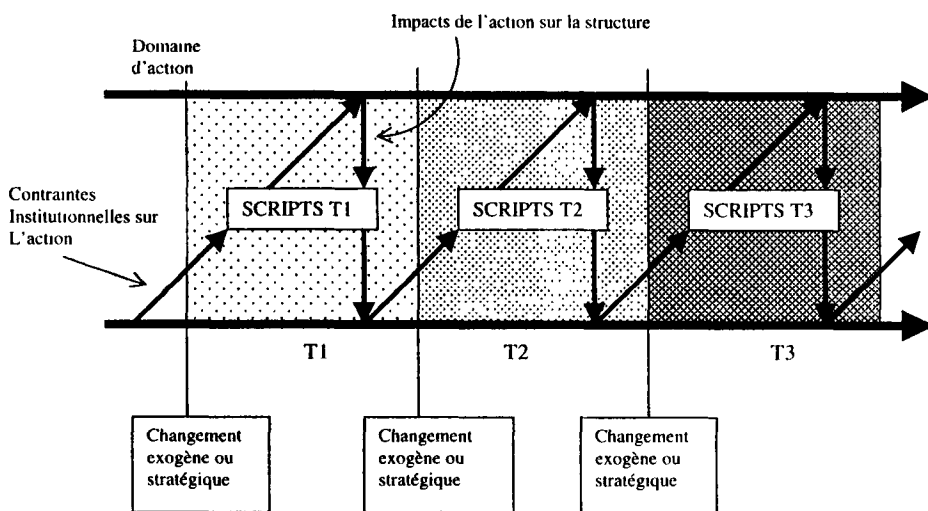 Impacts de l'action sur la structure
Domaine
d'action
Contraintes
Institutionnelles sur
L'action
SCRIPTS T1
SCRIPTS T2
SCRIPTS T3
T1
T2
T3
Changement
exogène ou
stratégique
Changement
exogène ou
stratégique
Changement
exogène ou
stratégique